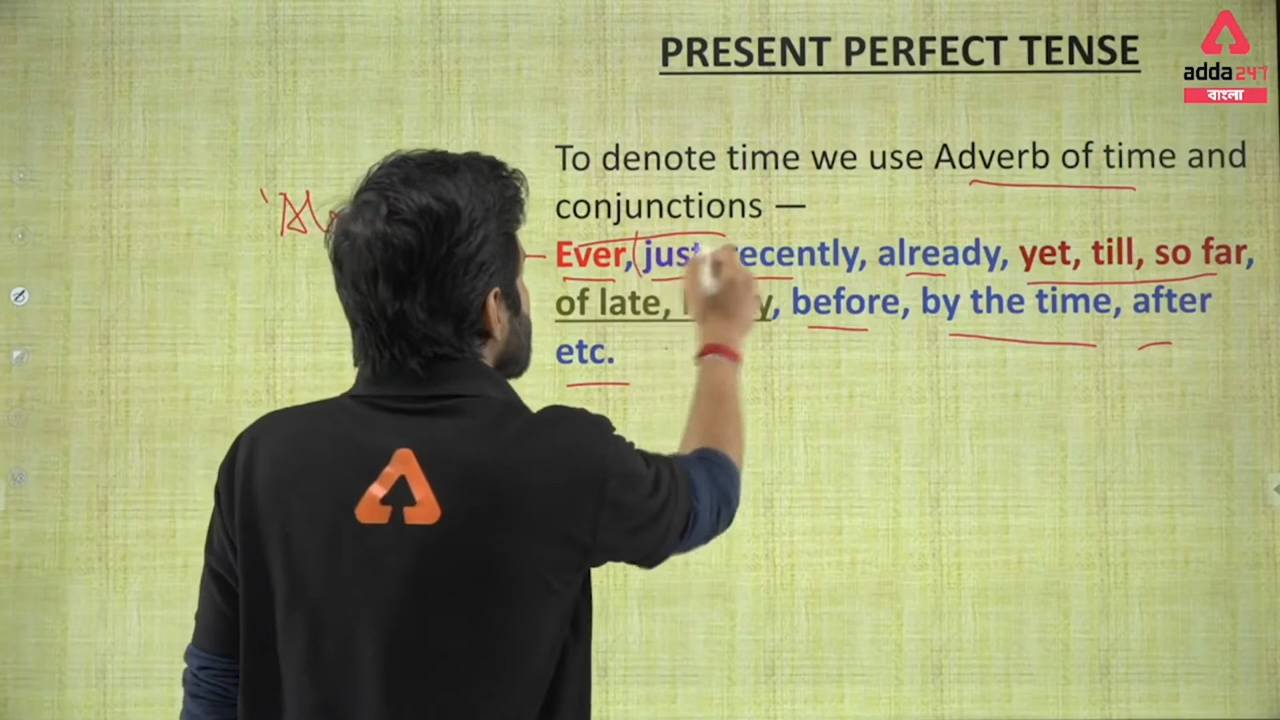 PRESENT PERFECT TENSE
adda247
বাংলা
To denote time we use Adverb of time and
conjunctions —
Ever, just recently, already, yet, till, so far,
of late, before, by the time, after
etc.